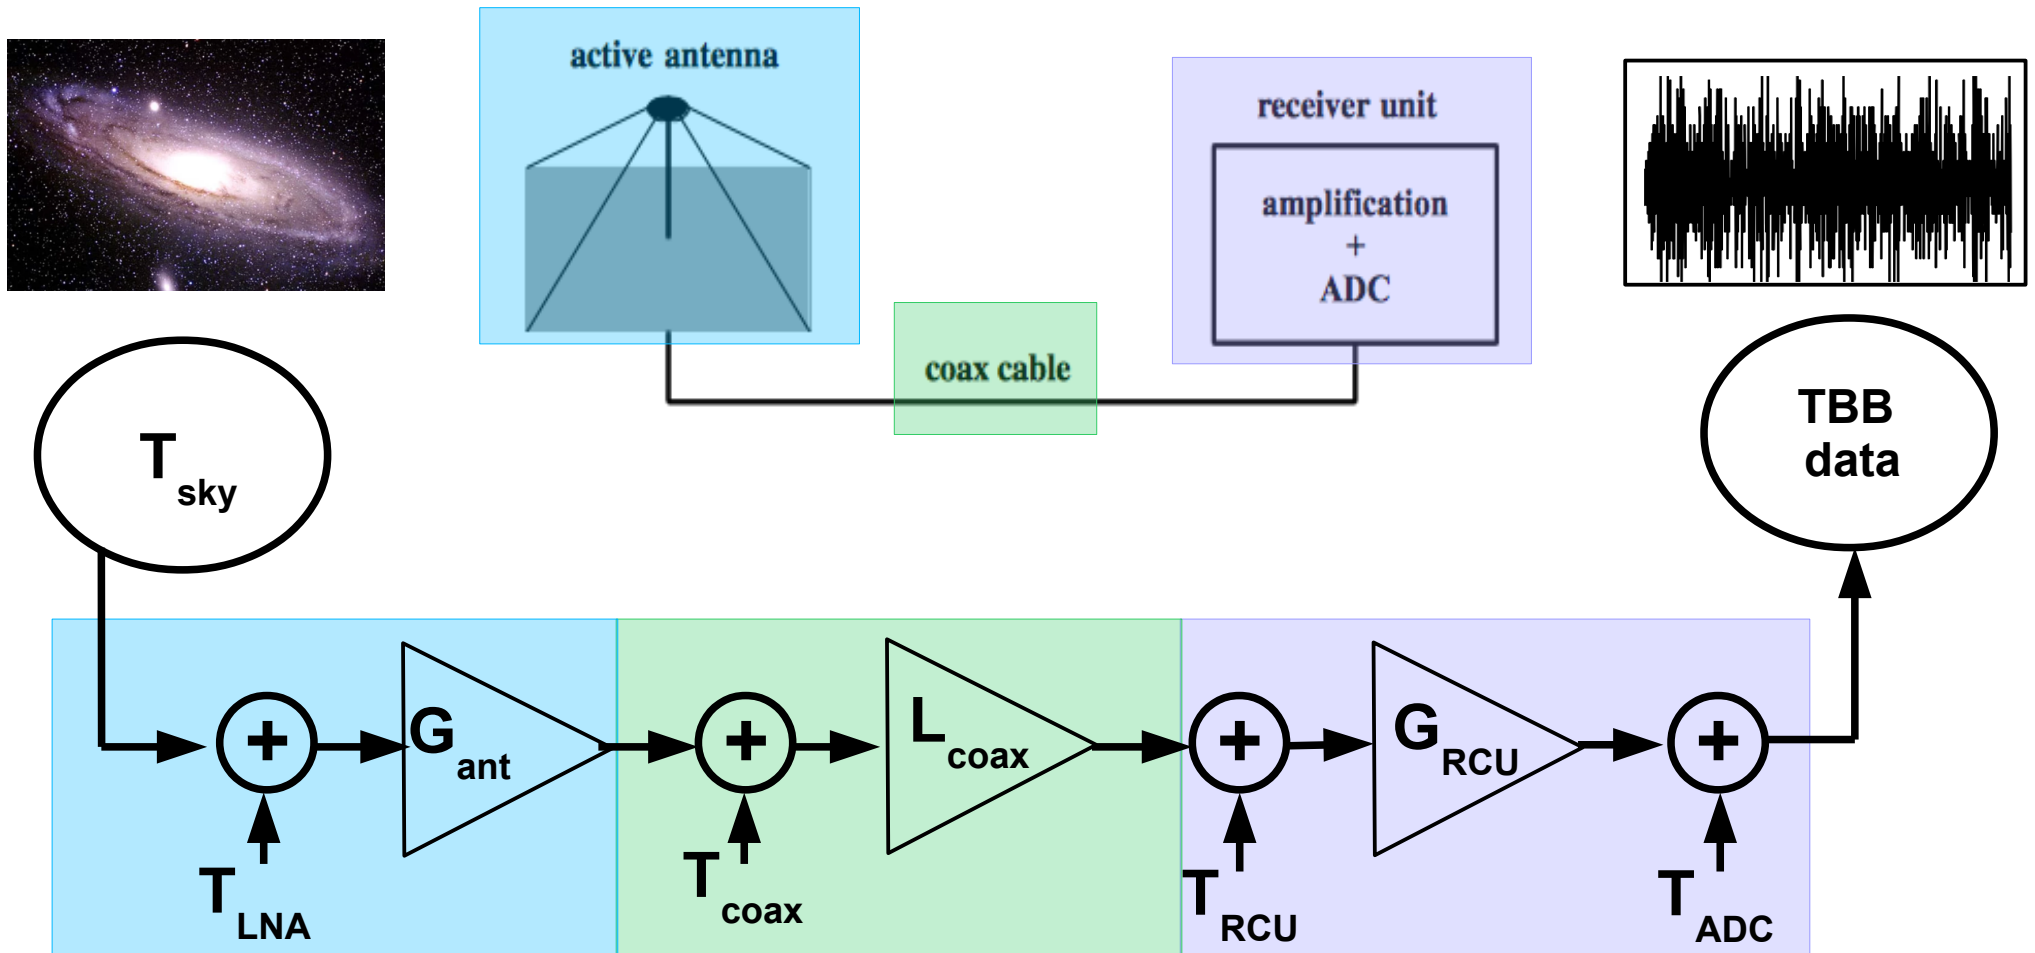 active antenna
receiver unit
amplification
+
ADC
coax cable
T sky
TBB
data
+
G ant
+
L coax
+
G RCU
+
T LNA
T coax
T RCU
T ADC